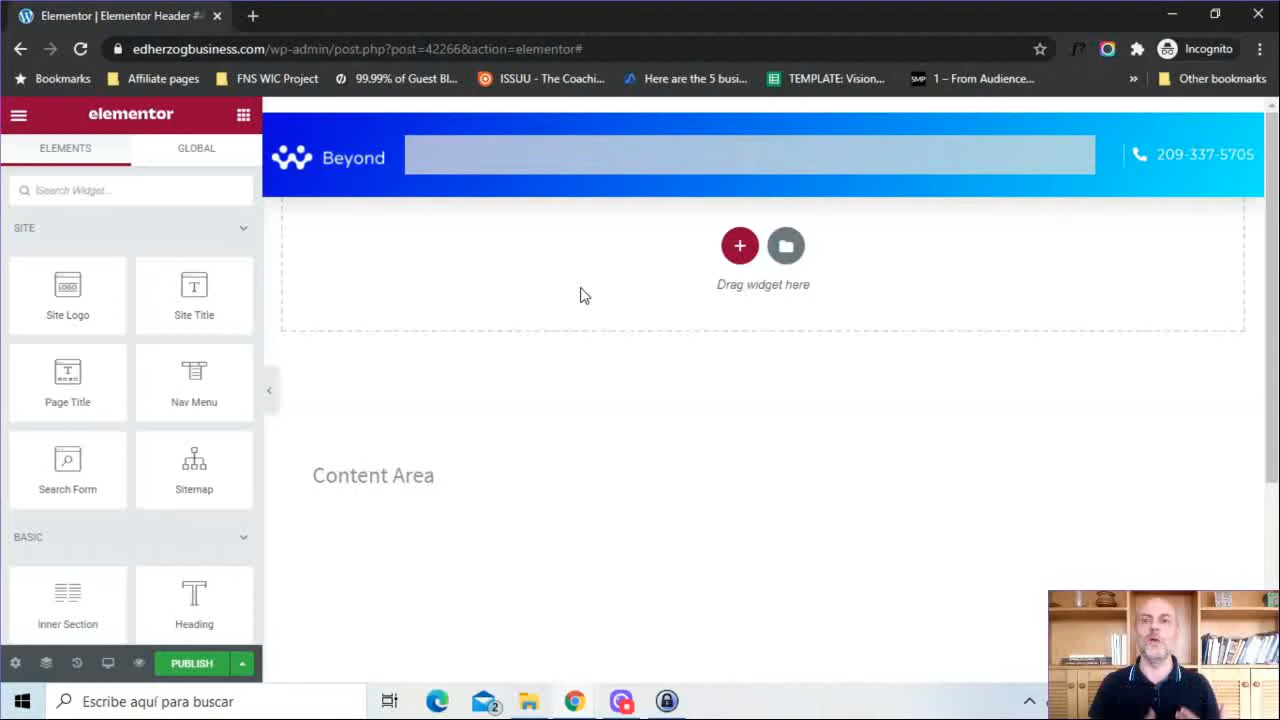 Elementor | Elementor Header #
edherzogbusiness.com/wp-admin/post.php?post=42266&action=elementor#
f?
Incognito
Bookmarks
Affiliate pages
FNS WIC Project
99.99% of Guest Bl...
ISSUU - The Coachi...
Here are the 5 busi...
TEMPLATE: Vision...
SMP
1 – From Audience...
»
Other bookmarks
elementor
ELEMENTS
GLOBAL
Search Widget...
SITE
LOGO
Site Logo
Site Title
Page Title
Nav Menu
Search Form
Sitemap
BASIC
Inner Section
Heading
PUBLISH
Beyond
209-337-5705
Drag widget here
Content Area
Escribe aquí para buscar
2